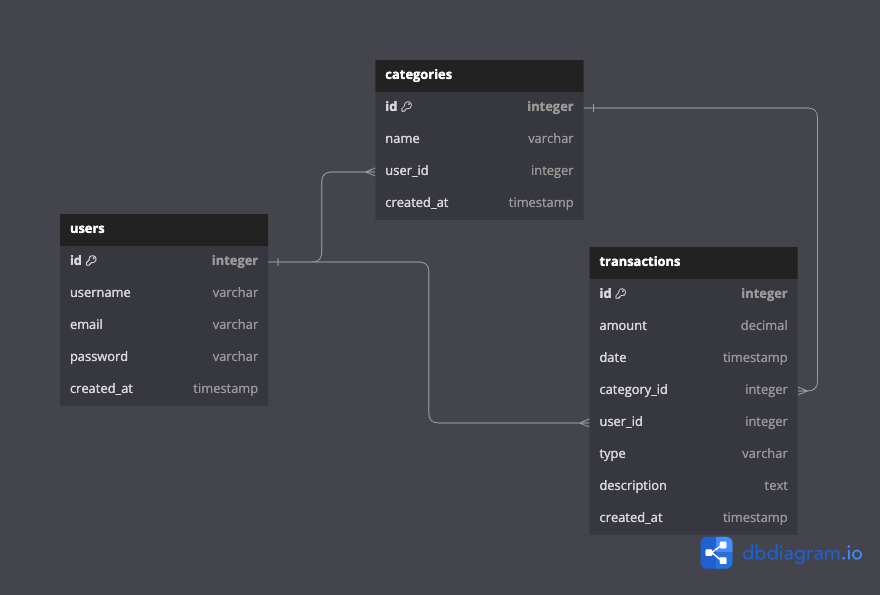 categories
id integer
name varchar
user_id integer
created_at timestamp
users
id integer
username varchar
email varchar
password varchar
created_at timestamp
transactions
id integer
amount decimal
date timestamp
category_id integer
user_id integer
type varchar
description text
created_at timestamp
dbdiagram.io